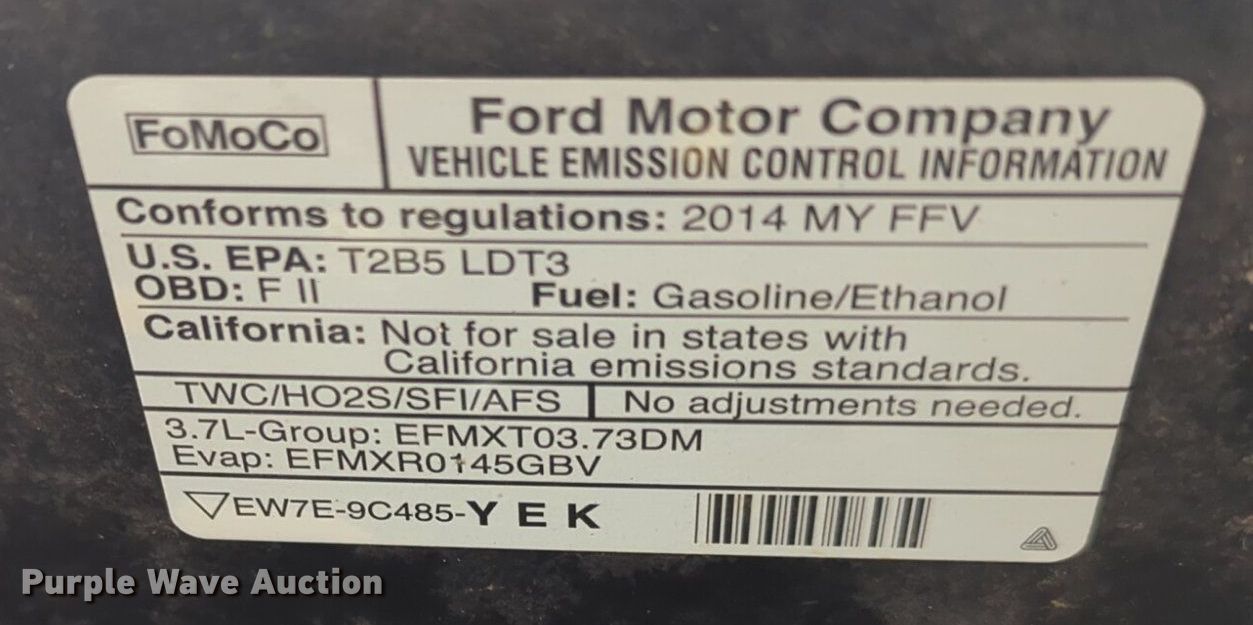 FoMoCo
Ford Motor Company
VEHICLE EMISSION CONTROL INFORMATION
Conforms to regulations: 2014 MY FFV
U.S. EPA: T2B5 LDT3
OBD: F II Fuel: Gasoline/Ethanol
California: Not for sale in states with
California emissions standards.
TWC/HO2S/SFI/AFS No adjustments needed.
3.7L-Group: EFMXT03.73DM
Evap: EFMXR0145GBV
EW7E-9C485-Y E K
Purple Wave Auction